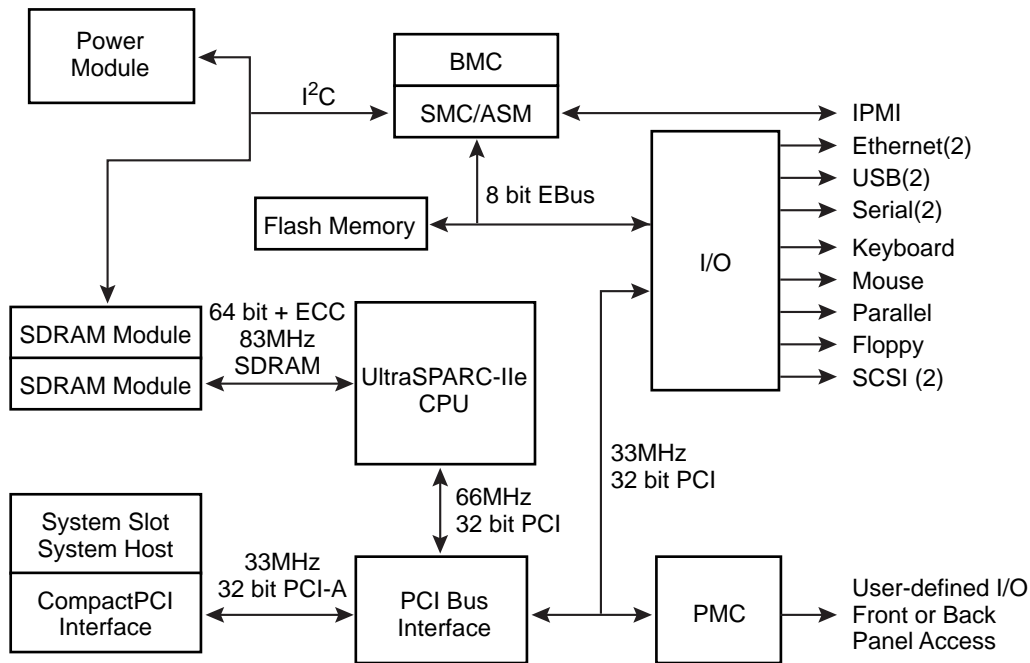 Power
Module
BMC
I²C
SMC/ASM
IPMI
Ethernet(2)
USB(2)
Serial(2)
Keyboard
Mouse
Parallel
Floppy
SCSI (2)
8 bit EBus
Flash Memory
I/O
SDRAM Module
SDRAM Module
64 bit + ECC
83MHz
SDRAM
UltraSPARC-IIe
CPU
33MHz
32 bit PCI
66MHz
32 bit PCI
System Slot
System Host
CompactPCI
Interface
33MHz
32 bit PCI-A
PCI Bus
Interface
PMC
User-defined I/O
Front or Back
Panel Access